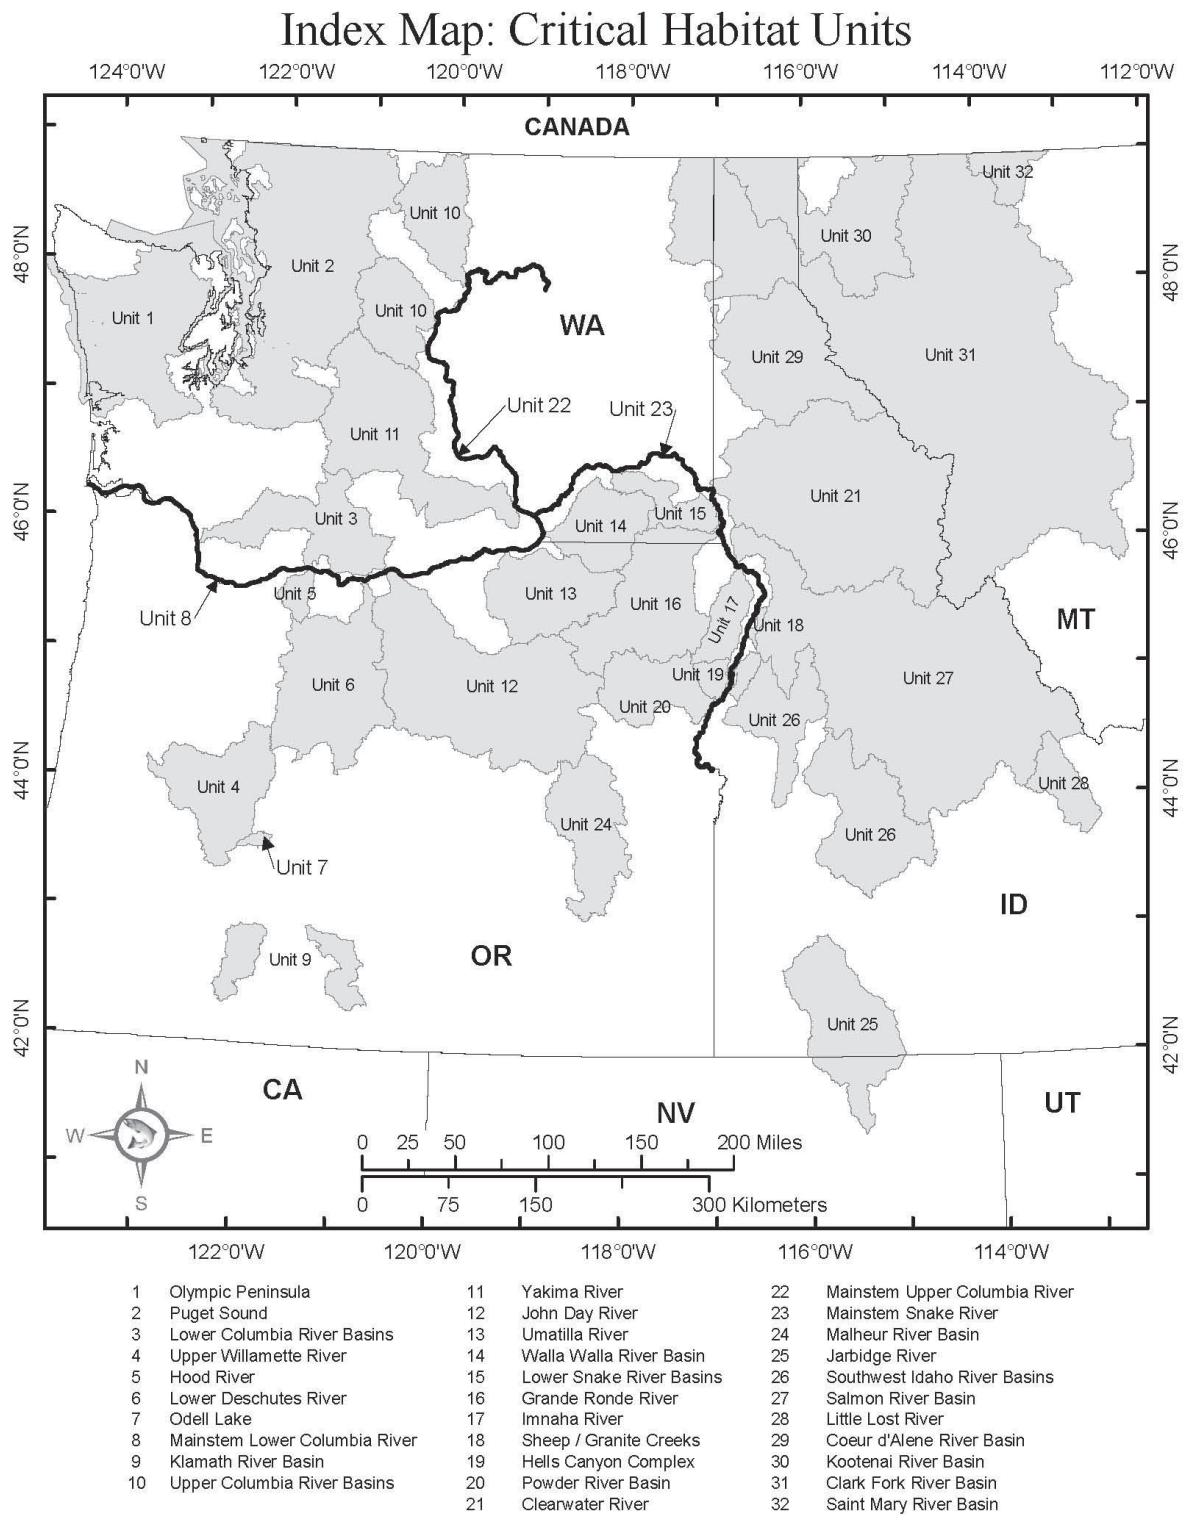 Index Map: Critical Habitat Units
124°0'W 122°0'W 120°0'W 118°0'W 116°0'W 114°0'W 112°0'W
CANADA
Unit 32
Unit 10
Unit 30
48°0'N
Unit 2
48°0'N
Unit 1
Unit 10
WA
Unit 29
Unit 31
Unit 22
Unit 23
Unit 11
Unit 21
46°0'N
Unit 3
Unit 14
Unit 15
46°0'N
Unit 5
Unit 13
Unit 16
Unit 17
Unit 8
Unit 18
MT
Unit 6
Unit 12
Unit 19
Unit 27
Unit 20
Unit 26
44°0'N
Unit 4
Unit 28
44°0'N
Unit 24
Unit 26
Unit 7
ID
OR
Unit 9
42°0'N
Unit 25
42°0'N
N
CA
NV
UT
W E
S
0 25 50 100 150 200 Miles
0 75 150 300 Kilometers
122°0'W 120°0'W 118°0'W 116°0'W 114°0'W
1 Olympic Peninsula
2 Puget Sound
3 Lower Columbia River Basins
4 Upper Willamette River
5 Hood River
6 Lower Deschutes River
7 Odell Lake
8 Mainstem Lower Columbia River
9 Klamath River Basin
10 Upper Columbia River Basins
11 Yakima River
12 John Day River
13 Umatilla River
14 Walla Walla River Basin
15 Lower Snake River Basins
16 Grande Ronde River
17 Imnaha River
18 Sheep / Granite Creeks
19 Hells Canyon Complex
20 Powder River Basin
21 Clearwater River
22 Mainstem Upper Columbia River
23 Mainstem Snake River
24 Malheur River Basin
25 Jarbidge River
26 Southwest Idaho River Basins
27 Salmon River Basin
28 Little Lost River
29 Coeur d'Alene River Basin
30 Kootenai River Basin
31 Clark Fork River Basin
32 Saint Mary River Basin